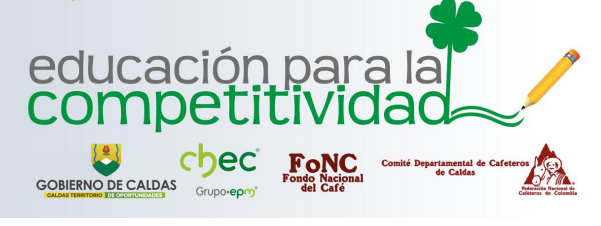 educación para la
competitividad
GOBIERNO DE CALDAS
CALDAS TERRITORIO DE OPORTUNIDADES
chec
Grupo·epm
FoNC
Fondo Nacional
del Café
Comité Departamental de Cafeteros
de Caldas
Federación Nacional de
Cafeteros de Colombia